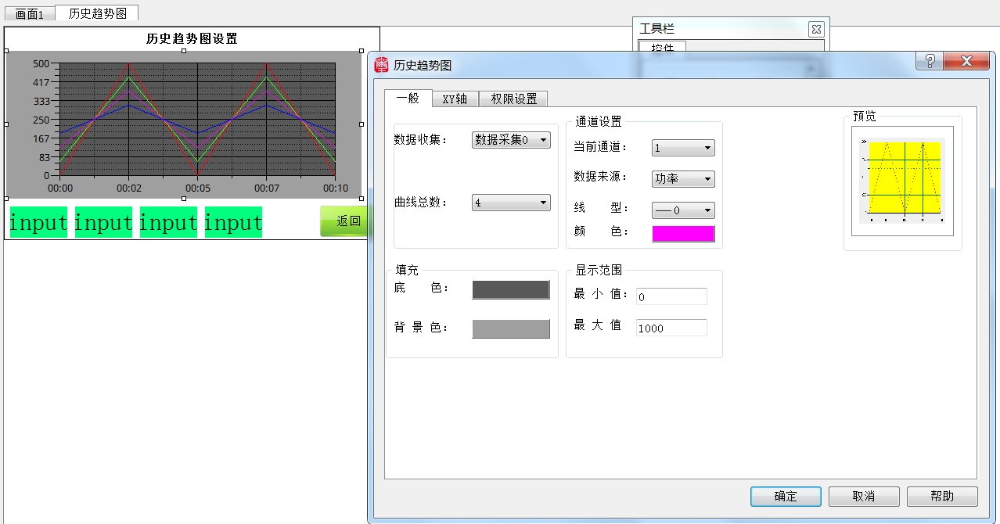 画面1
历史趋势图
历史趋势图设置
500
417
333
250
167
83
0
00:00 00:02 00:05 00:07 00:10
input input input input
返回
工具栏
控件
历史趋势图
一般 XY轴 权限设置
数据收集： 数据采集0
曲线总数： 4
通道设置
当前通道： 1
数据来源： 功率
线 型： 0
颜 色：
预览
填充
底 色：
背 景 色：
显示范围
最 小 值： 0
最 大 值 1000
确定 取消 帮助